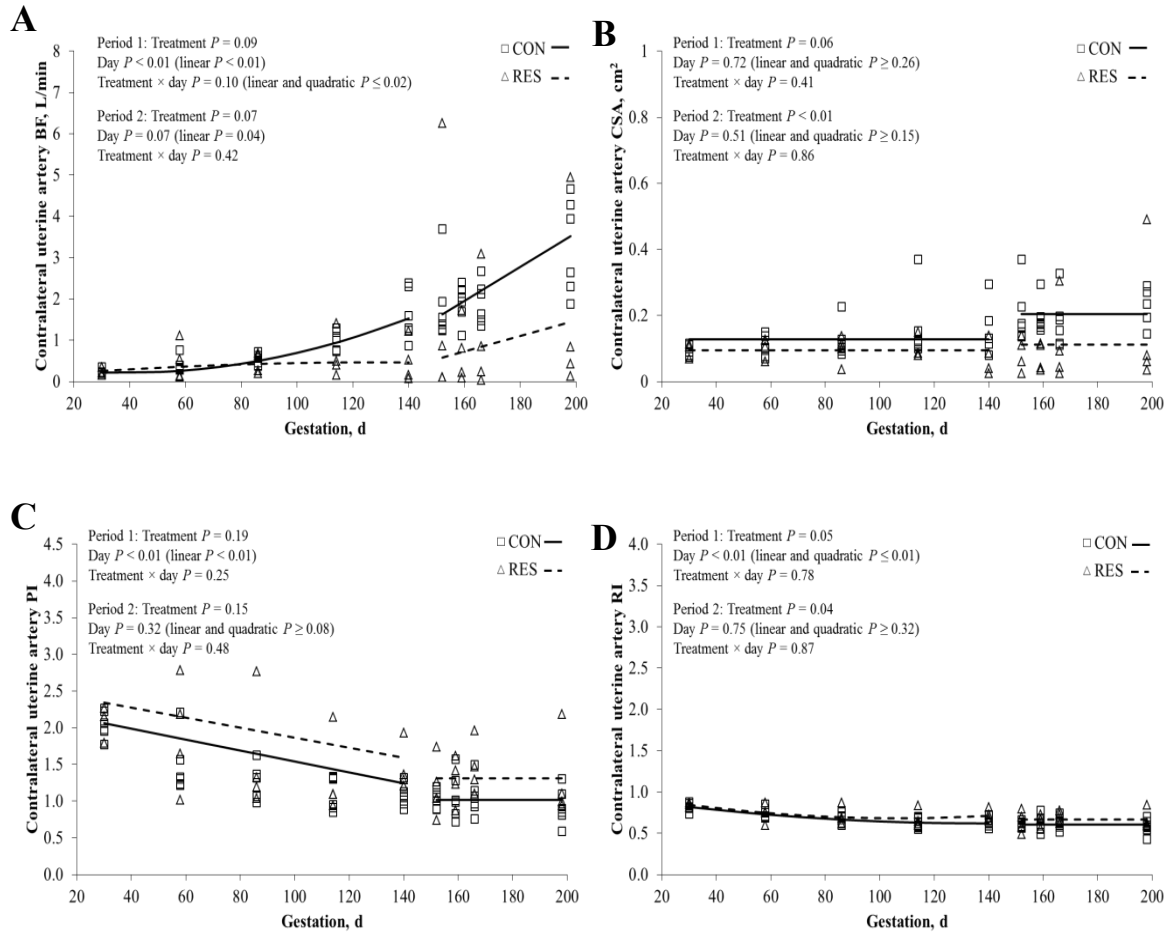 A
Period 1: Treatment P = 0.09
Day P < 0.01 (linear P < 0.01)
Treatment × day P = 0.10 (linear and quadratic P ≤ 0.02)
Period 2: Treatment P = 0.07
Day P = 0.07 (linear P = 0.04)
Treatment × day P = 0.42
CON
RES
Contralateral uterine artery BF, L/min
8
7
6
5
4
3
2
1
0
20 40 60 80 100 120 140 160 180 200
Gestation, d
B
Period 1: Treatment P = 0.06
Day P = 0.72 (linear and quadratic P ≥ 0.26)
Treatment × day P = 0.41
Period 2: Treatment P < 0.01
Day P = 0.51 (linear and quadratic P ≥ 0.15)
Treatment × day P = 0.86
CON
RES
Contralateral uterine artery CSA, cm²
1
0.8
0.6
0.4
0.2
0
20 40 60 80 100 120 140 160 180 200
Gestation, d
C
Period 1: Treatment P = 0.19
Day P < 0.01 (linear P < 0.01)
Treatment × day P = 0.25
Period 2: Treatment P = 0.15
Day P = 0.32 (linear and quadratic P ≥ 0.08)
Treatment × day P = 0.48
CON
RES
Contralateral uterine artery PI
4.5
4.0
3.5
3.0
2.5
2.0
1.5
1.0
0.5
0.0
20 40 60 80 100 120 140 160 180 200
Gestation, d
D
Period 1: Treatment P = 0.05
Day P < 0.01 (linear and quadratic P ≤ 0.01)
Treatment × day P = 0.78
Period 2: Treatment P = 0.04
Day P = 0.75 (linear and quadratic P ≥ 0.32)
Treatment × day P = 0.87
CON
RES
Contralateral uterine artery RI
4.0
3.5
3.0
2.5
2.0
1.5
1.0
0.5
0.0
20 40 60 80 100 120 140 160 180 200
Gestation, d